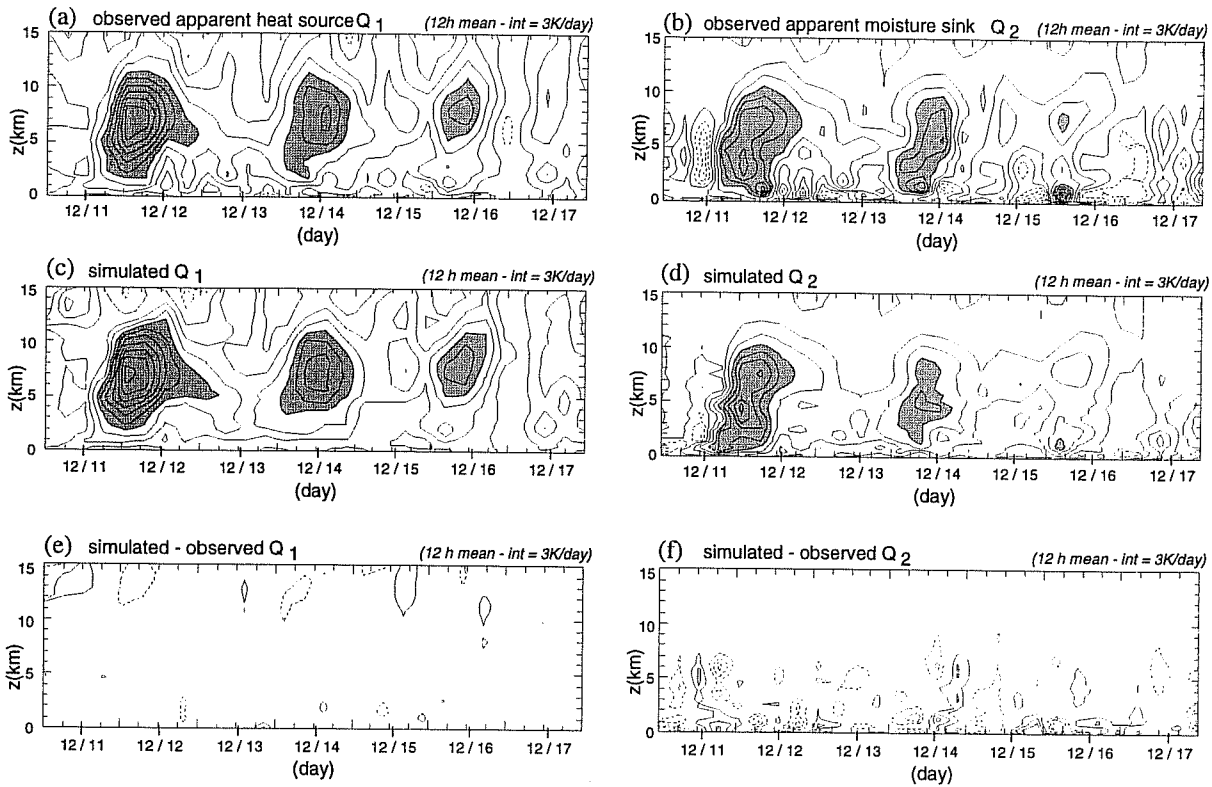 (a) observed apparent heat source Q 1 (12h mean - int = 3K/day)
15
10
5
0
z(km)
12 / 11 12 / 12 12 / 13 12 / 14 12 / 15 12 / 16 12 / 17
(day)
(b) observed apparent moisture sink Q 2 (12h mean - int = 3K/day)
15
10
5
0
z(km)
12 / 11 12 / 12 12 / 13 12 / 14 12 / 15 12 / 16 12 / 17
(day)
(c) simulated Q 1 (12 h mean - int = 3K/day)
15
10
5
0
z(km)
12 / 11 12 / 12 12 / 13 12 / 14 12 / 15 12 / 16 12 / 17
(day)
(d) simulated Q 2 (12 h mean - int = 3K/day)
15
10
5
0
z(km)
12 / 11 12 / 12 12 / 13 12 / 14 12 / 15 12 / 16 12 / 17
(day)
(e) simulated - observed Q 1 (12 h mean - int = 3K/day)
15
10
5
0
z(km)
12 / 11 12 / 12 12 / 13 12 / 14 12 / 15 12 / 16 12 / 17
(day)
(f) simulated - observed Q 2 (12 h mean - int = 3K/day)
15
10
5
0
z(km)
12 / 11 12 / 12 12 / 13 12 / 14 12 / 15 12 / 16 12 / 17
(day)